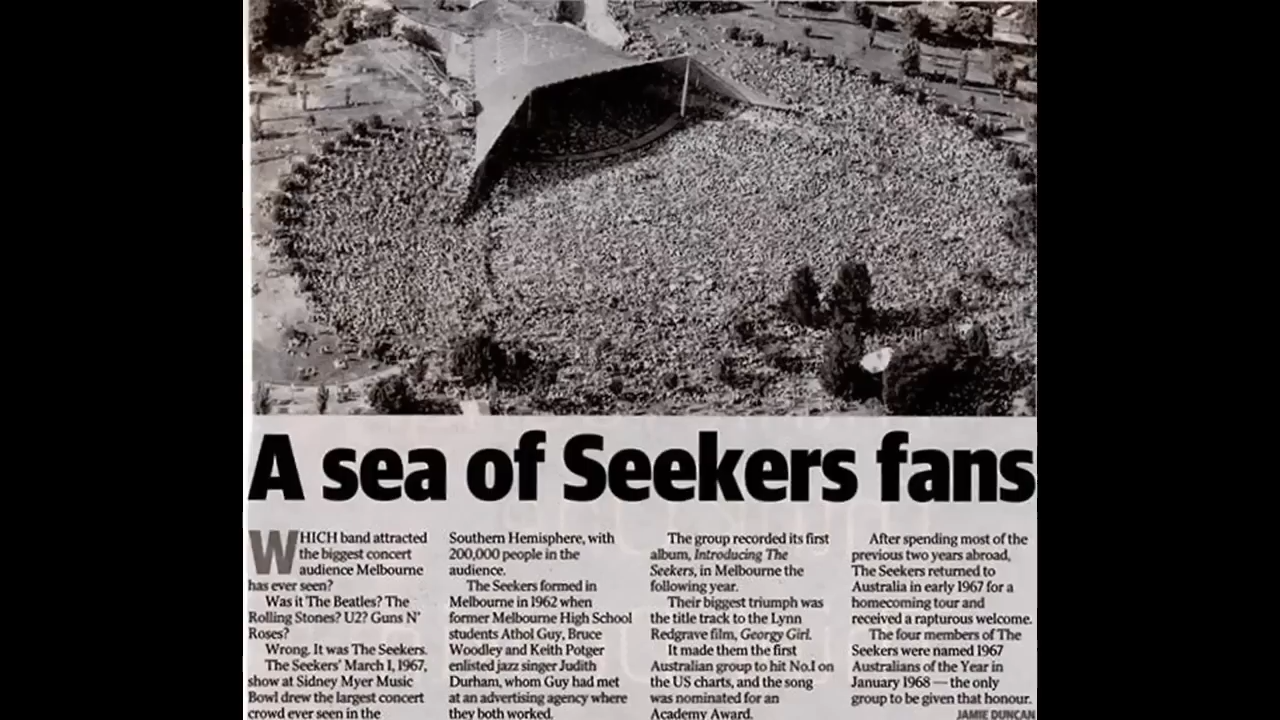 A sea of Seekers fans
WHICH band attracted
the biggest concert
audience Melbourne
has ever seen?
Was it The Beatles? The
Rolling Stones? U2? Guns N'
Roses?
Wrong. It was The Seekers.
The Seekers' March 1, 1967,
show at Sidney Myer Music
Bowl drew the largest concert
crowd ever seen in the
Southern Hemisphere, with
200,000 people in the
audience.
The Seekers formed in
Melbourne in 1962 when
former Melbourne High School
students Athol Guy, Bruce
Woodley and Keith Potger
enlisted jazz singer Judith
Durham, whom Guy had met
at an advertising agency where
they both worked.
The group recorded its first
album, Introducing The
Seekers, in Melbourne the
following year.
Their biggest triumph was
the title track to the Lynn
Redgrave film, Georgy Girl.
It made them the first
Australian group to hit No.1 on
the US charts, and the song
was nominated for an
Academy Award.
After spending most of the
previous two years abroad,
The Seekers returned to
Australia in early 1967 for a
homecoming tour and
received a rapturous welcome.
The four members of The
Seekers were named 1967
Australians of the Year in
January 1968 — the only
group to be given that honour.
JAMIE DUNCAN